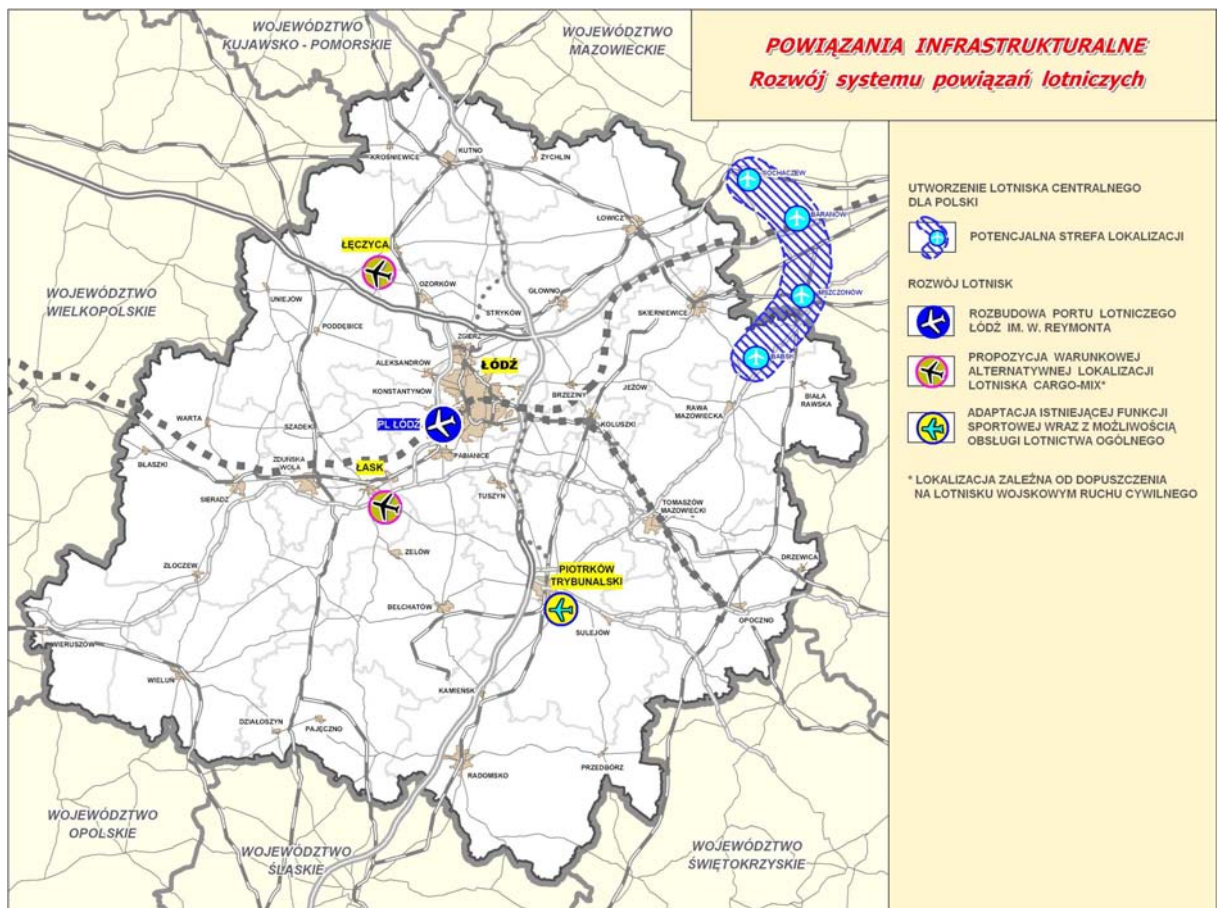 POWIĄZANIA INFRASTRUKTURALNE
Rozwój systemu powiązań lotniczych
WOJEWÓDZTWO
KUJAWSKO - POMORSKIE
WOJEWÓDZTWO
MAZOWIECKIE
KROŚNIEWICE
KUTNO
ŻYCHLIN
SOCHACZEW
BARANÓW
ŁOWICZ
ŁĘCZYCA
WOJEWÓDZTWO
WIELKOPOLSKIE
UNIEJÓW
OZORKÓW
GŁOWNO
STRYKÓW
SKIERNIEWICE
MSZCZONÓW
PODDĘBICE
ZGIERZ
ALEKSANDRÓW
ŁÓDŹ
BABSK
KONSTANTYNÓW
BRZEZINY
JEŻÓW
BIAŁA
RAWSKA
RAWA
MAZOWIECKA
WARTA
SZADEK
PL ŁÓDŹ
KOLUSZKI
BŁASZKI
ZDUŃSKA
WOLA
ŁASK
PABIANICE
SIERADZ
TUSZYN
TOMASZÓW
MAZOWIECKI
ZELÓW
DRZEWICA
ZŁOCZEW
PIOTRKÓW
TRYBUNALSKI
BEŁCHATÓW
SULEJÓW
OPOCZNO
WIERUSZÓW
WIELUŃ
KAMIEŃSK
DZIAŁOSZYN
PAJĘCZNO
RADOMSKO
PRZEDBÓRZ
WOJEWÓDZTWO
OPOLSKIE
WOJEWÓDZTWO
ŚLĄSKIE
WOJEWÓDZTWO
ŚWIĘTOKRZYSKIE
UTWORZENIE LOTNISKA CENTRALNEGO
DLA POLSKI
POTENCJALNA STREFA LOKALIZACJI
ROZWÓJ LOTNISK
ROZBUDOWA PORTU LOTNICZEGO
ŁÓDŹ IM. W. REYMONTA
PROPOZYCJA WARUNKOWEJ
ALTERNATYWNEJ LOKALIZACJI
LOTNISKA CARGO-MIX*
ADAPTACJA ISTNIEJĄCEJ FUNKCJI
SPORTOWEJ WRAZ Z MOŻLIWOŚCIĄ
OBSŁUGI LOTNICTWA OGÓLNEGO
* LOKALIZACJA ZALEŻNA OD DOPUSZCZENIA
NA LOTNISKU WOJSKOWYM RUCHU CYWILNEGO